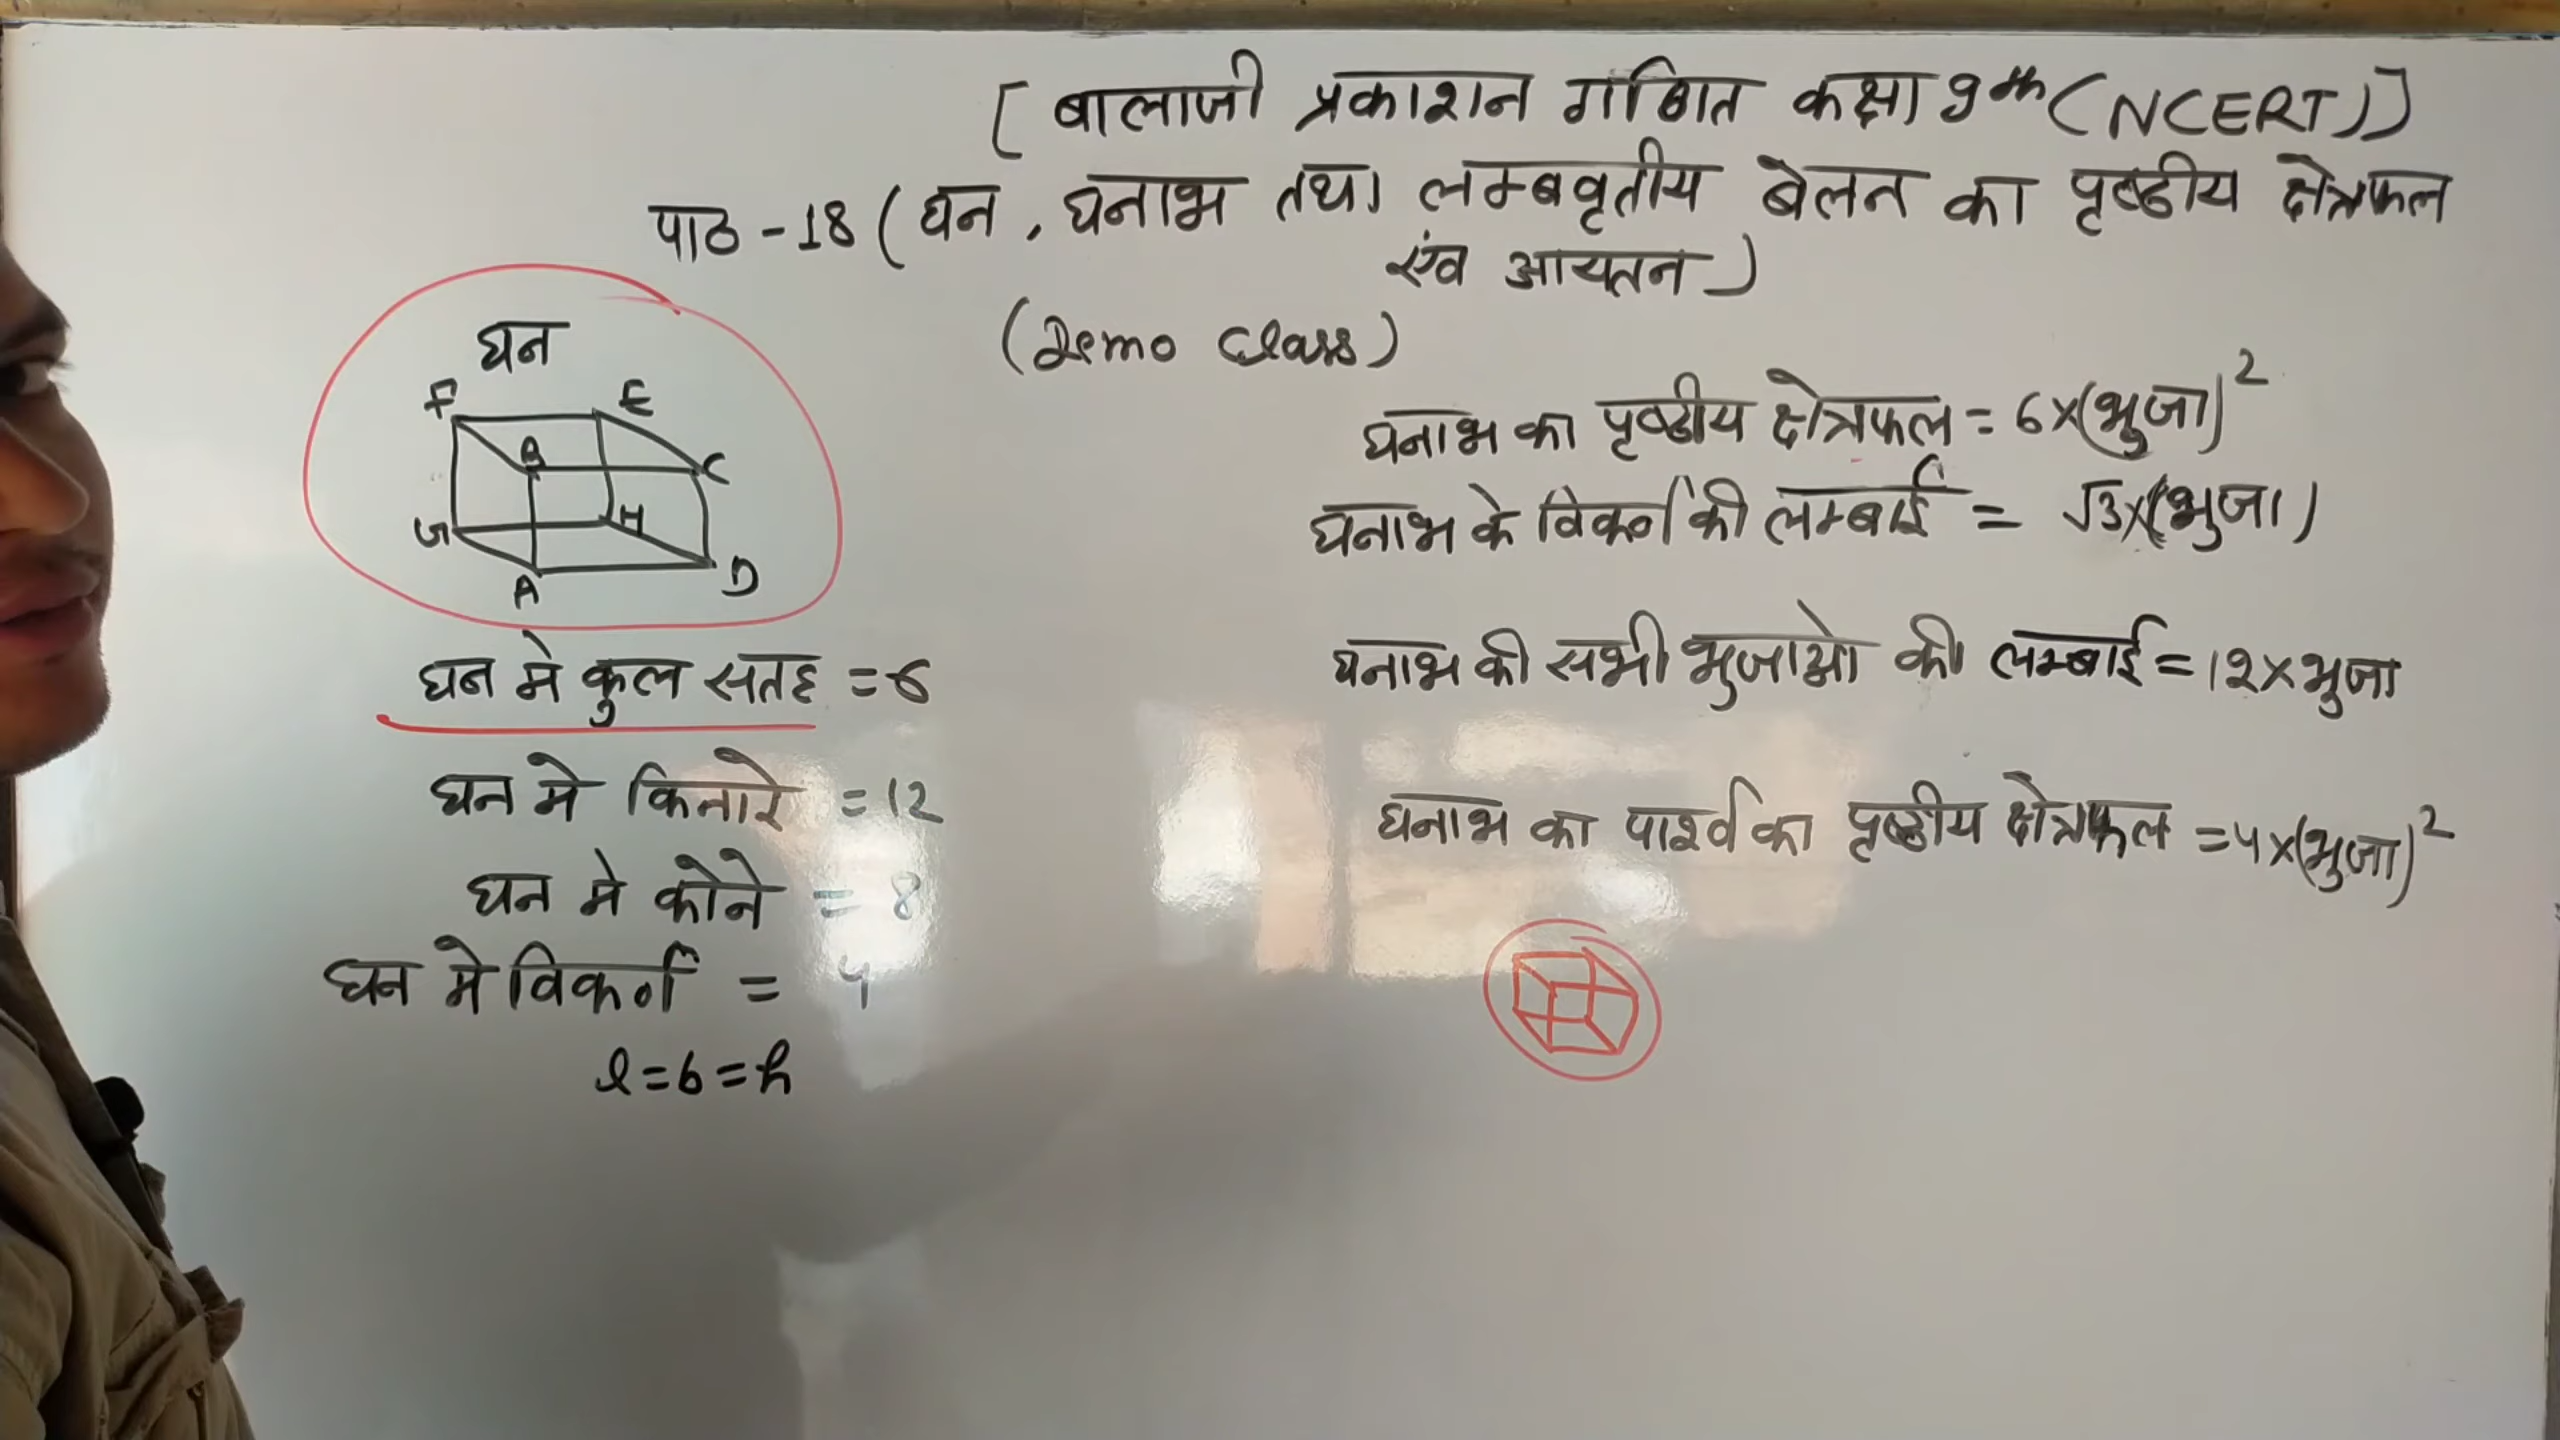 [ बालाजी प्रकाशन गणित कक्षा 9th (NCERT)]
पाठ -18 ( घन , घनाभ तथा लम्बवृतीय बेलन का पृष्ठीय क्षेत्रफल
एंव आयतन )
(Demo Class)
घन
F
E
B
C
G
H
A
D
घन मे कुल सतह = 6
घन मे किनारे = 12
घन मे कोने = 8
घन मे विकर्ण = 4
l=b=h
घनाभ का पृष्ठीय क्षेत्रफल = 6×(भुजा)²
घनाभ के विकर्ण की लम्बाई = √3×(भुजा)
घनाभ की सभी भुजाओ की लम्बाई = 12×भुजा
घनाभ का पार्श्व का पृष्ठीय क्षेत्रफल = 4×(भुजा)²